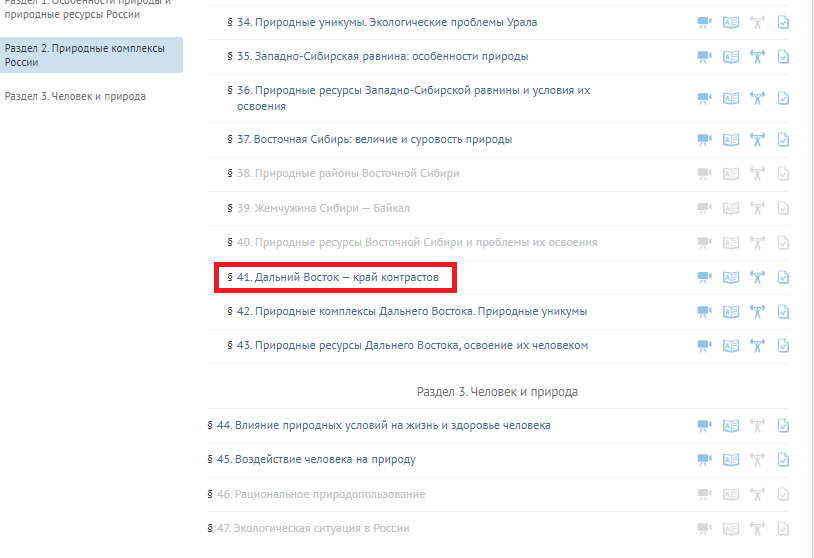 Раздел 1. Особенности природы и
природные ресурсы России
Раздел 2. Природные комплексы
России
Раздел 3. Человек и природа
§ 34. Природные уникумы. Экологические проблемы Урала
§ 35. Западно-Сибирская равнина: особенности природы
§ 36. Природные ресурсы Западно-Сибирской равнины и условия их
освоения
§ 37. Восточная Сибирь: величие и суровость природы
§ 38. Природные районы Восточной Сибири
§ 39. Жемчужина Сибири — Байкал
§ 40. Природные ресурсы Восточной Сибири и проблемы их освоения
§ 41. Дальний Восток — край контрастов
§ 42. Природные комплексы Дальнего Востока. Природные уникумы
§ 43. Природные ресурсы Дальнего Востока, освоение их человеком
Раздел 3. Человек и природа
§ 44. Влияние природных условий на жизнь и здоровье человека
§ 45. Воздействие человека на природу
§ 46. Рациональное природопользование
§ 47. Экологическая ситуация в России